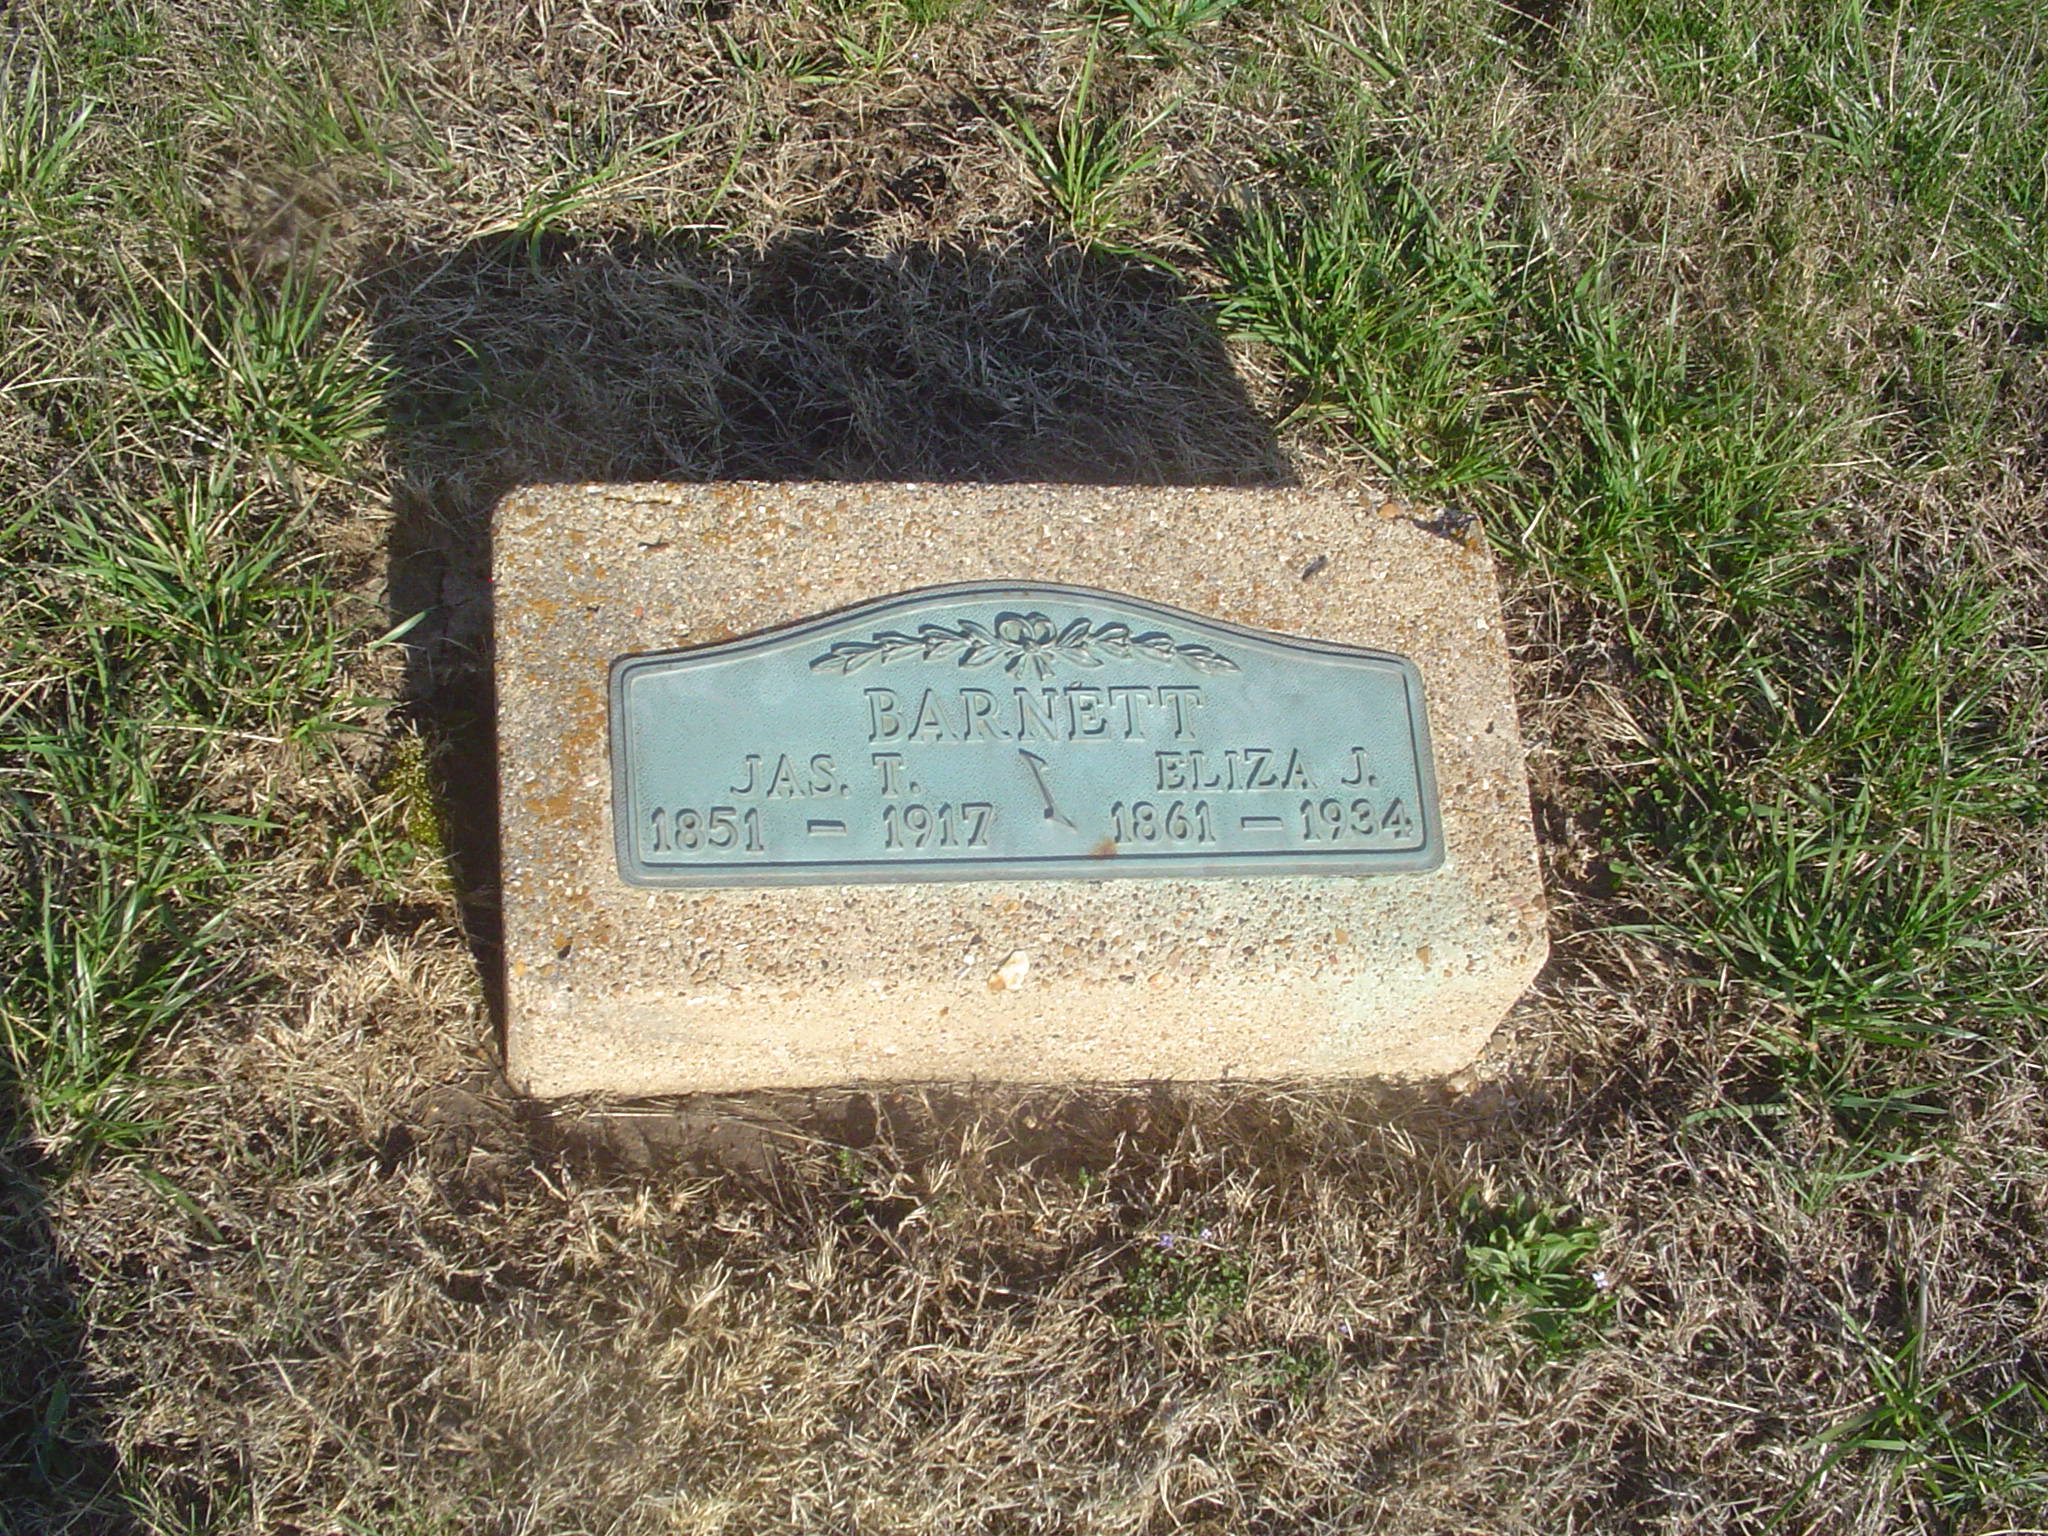 BARNETT
JAS. T. ELIZA J.
1851 - 1917 1861 - 1934